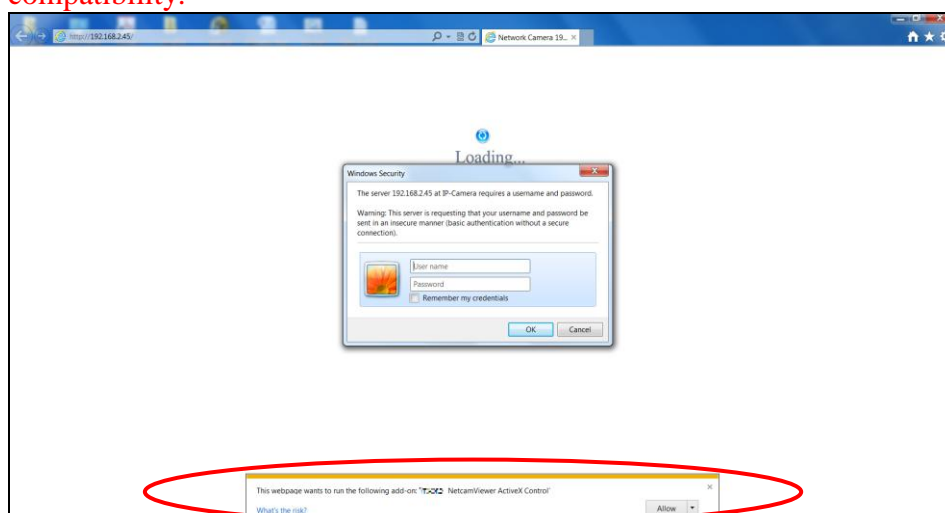 compatibility.
http://192.168.2.45/
Network Camera 19...
Loading...
Windows Security
The server 192.168.2.45 at IP-Camera requires a username and password.
Warning: This server is requesting that your username and password be
sent in an insecure manner (basic authentication without a secure
connection).
User name
Password
Remember my credentials
OK Cancel
This webpage wants to run the following add-on: ' NetcamViewer ActiveX Control'
What's the risk?
Allow